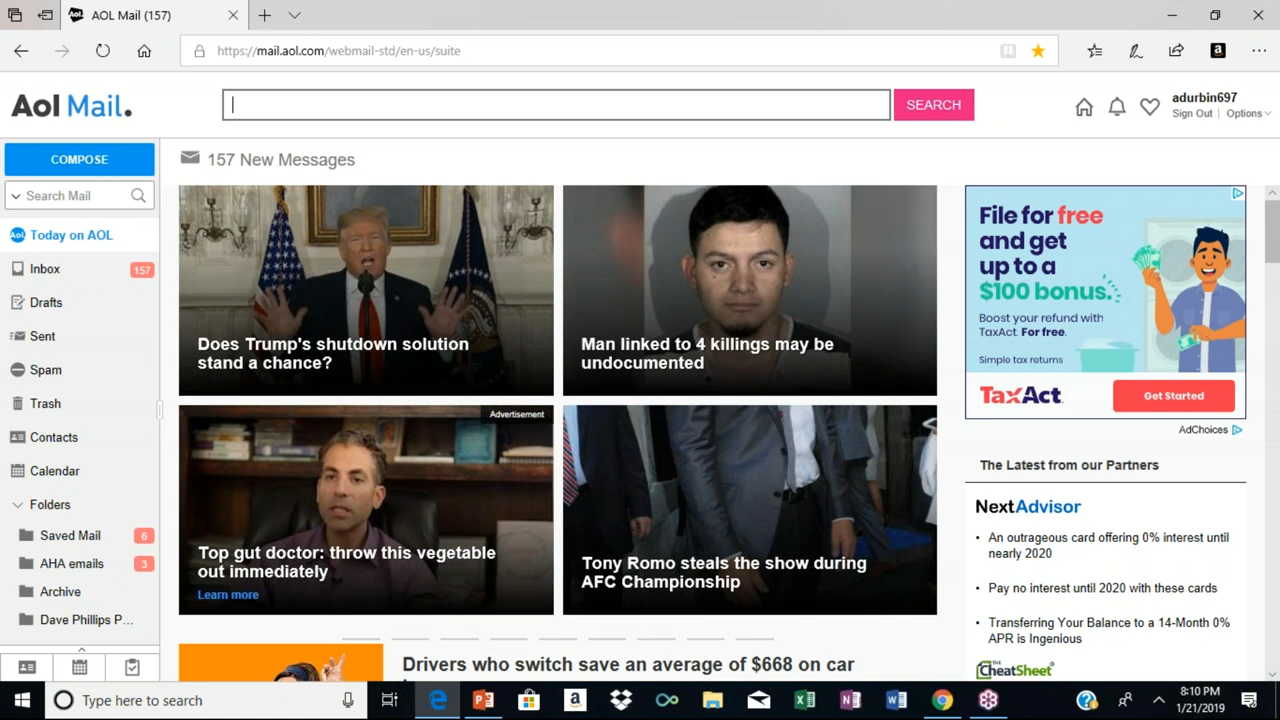 AOL Mail (157)
https://mail.aol.com/webmail-std/en-us/suite
Aol Mail.
SEARCH
adurbin697
Sign Out
Options
COMPOSE
Search Mail
Aol. Today on AOL
Inbox 157
Drafts
Sent
Spam
Trash
Contacts
Calendar
Folders
Saved Mail 6
AHA emails 3
Archive
Dave Phillips P...
157 New Messages
Does Trump's shutdown solution
stand a chance?
Man linked to 4 killings may be
undocumented
Advertisement
Top gut doctor: throw this vegetable
out immediately
Learn more
Tony Romo steals the show during
AFC Championship
Drivers who switch save an average of $668 on car
File for free
and get
up to a
$100 bonus.
Boost your refund with
TaxAct. For free.
Simple tax returns
TaxAct
Get Started
AdChoices
The Latest from our Partners
NextAdvisor
An outrageous card offering 0% interest until
nearly 2020
Pay no interest until 2020 with these cards
Transferring Your Balance to a 14-Month 0%
APR is Ingenious
THE
CheatSheet
Type here to search
8:10 PM
1/21/2019